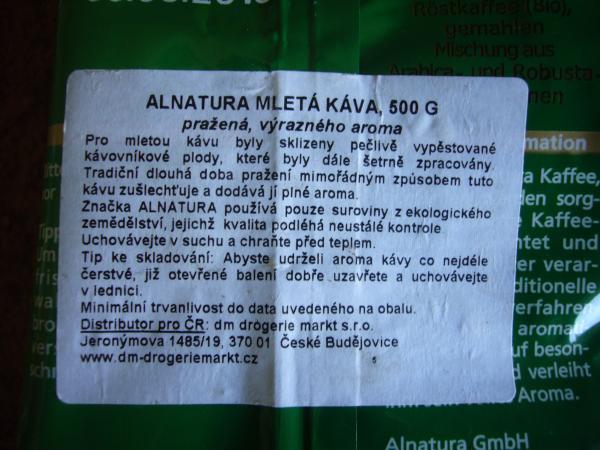 Röstkaffee (Bio),
gemahlen
Mischung aus
Arabica- und Robusta
ALNATURA MLETÁ KÁVA, 500 G
pražená, výrazného aroma
Pro mletou kávu byly sklizeny pečlivě vypěstované
kávovníkové plody, které byly dále šetrně zpracovány.
Tradiční dlouhá doba pražení mimořádným způsobem tuto
kávu zušlechťuje a dodává jí plné aroma.
Značka ALNATURA používá pouze suroviny z ekologického
zemědělství, jejichž kvalita podléhá neustálé kontrole
Uchovávejte v suchu a chraňte před teplem.
Tip ke skladování: Abyste udrželi aroma kávy co nejdéle
čerstvé, již otevřené balení dobře uzavřete a uchovávejte
v lednici.
Minimální trvanlivost do data uvedeného na obalu.
Distributor pro ČR: dm drogerie markt s.r.o.
Jeronýmova 1485/19, 370 01 České Budějovice
www.dm-drogeriemarkt.cz
mation
a Kaffee,
den sorg-
e Kaffee-
htet und
er verar-
ditionelle
verfahren
aromati
uf beson-
d verleiht
Aroma.
Alnatura GmbH